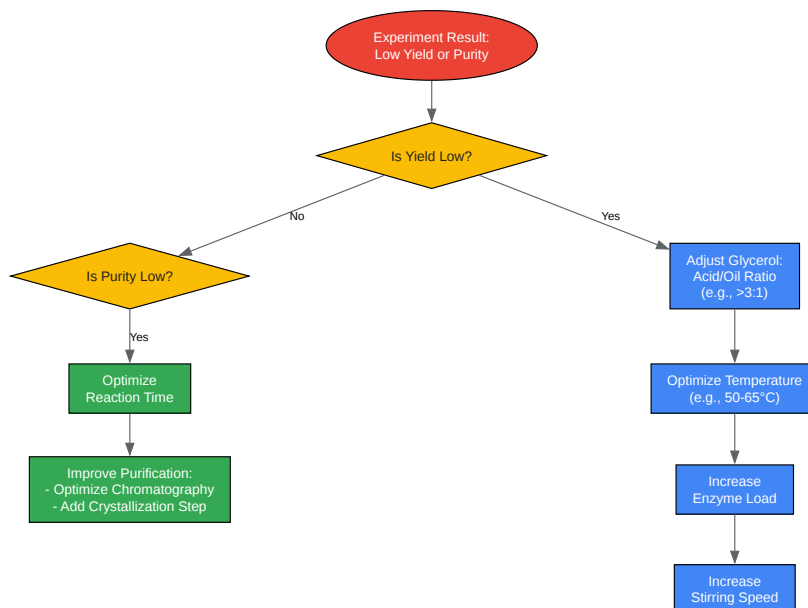 Experiment Result:
Low Yield or Purity
Is Yield Low?
No
Yes
Is Purity Low?
Adjust Glycerol:
Acid/Oil Ratio
(e.g., >3:1)
Yes
Optimize
Reaction Time
Optimize Temperature
(e.g., 50-65°C)
Improve Purification:
- Optimize Chromatography
- Add Crystallization Step
Increase
Enzyme Load
Increase
Stirring Speed